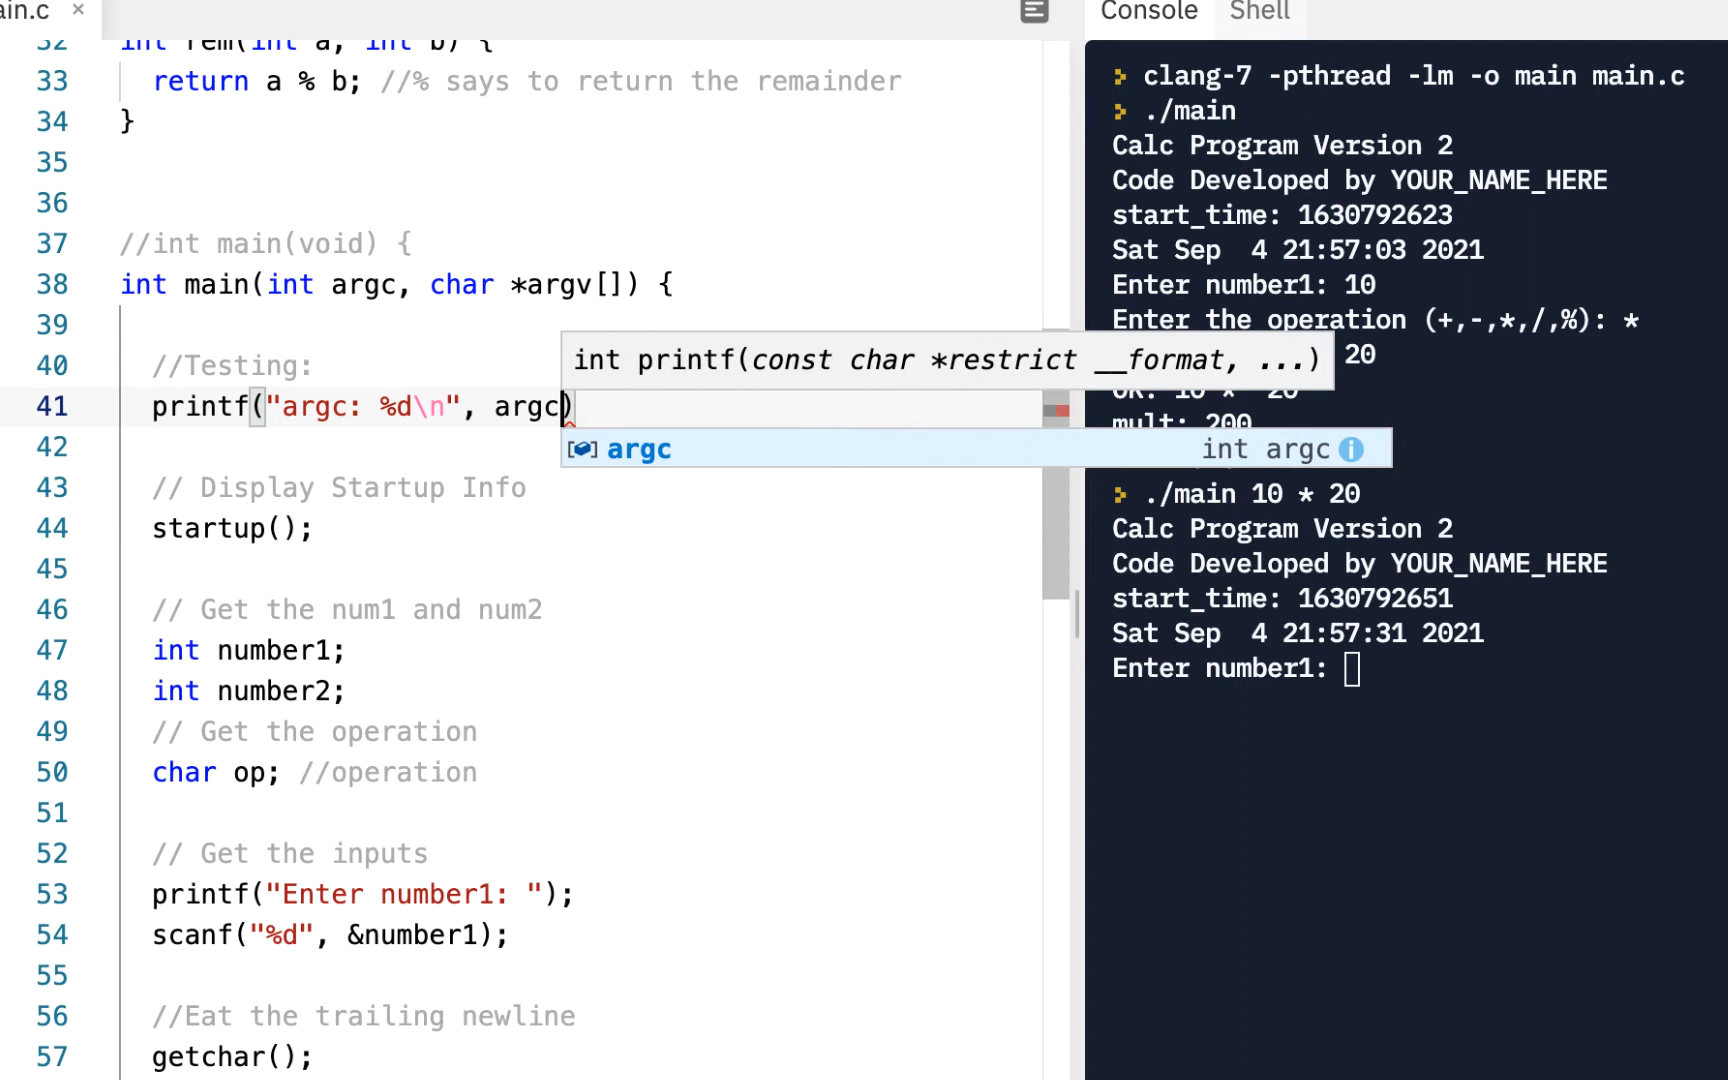 ain.c ×
32 int rem(int a, int b) {
33 return a % b; //% says to return the remainder
34 }
35
36
37 //int main(void) {
38 int main(int argc, char *argv[]) {
39
40 //Testing:
41 printf("argc: %d\n", argc)
42
43 // Display Startup Info
44 startup();
45
46 // Get the num1 and num2
47 int number1;
48 int number2;
49 // Get the operation
50 char op; //operation
51
52 // Get the inputs
53 printf("Enter number1: ");
54 scanf("%d", &number1);
55
56 //Eat the trailing newline
57 getchar();
int printf(const char *restrict __format, ...)
argc int argc
Console Shell
clang-7 -pthread -lm -o main main.c
./main
Calc Program Version 2
Code Developed by YOUR_NAME_HERE
start_time: 1630792623
Sat Sep  4 21:57:03 2021
Enter number1: 10
Enter the operation (+,-,*,/,%): *
20
OK: 10 * 20
mult: 200
./main 10 * 20
Calc Program Version 2
Code Developed by YOUR_NAME_HERE
start_time: 1630792651
Sat Sep  4 21:57:31 2021
Enter number1: